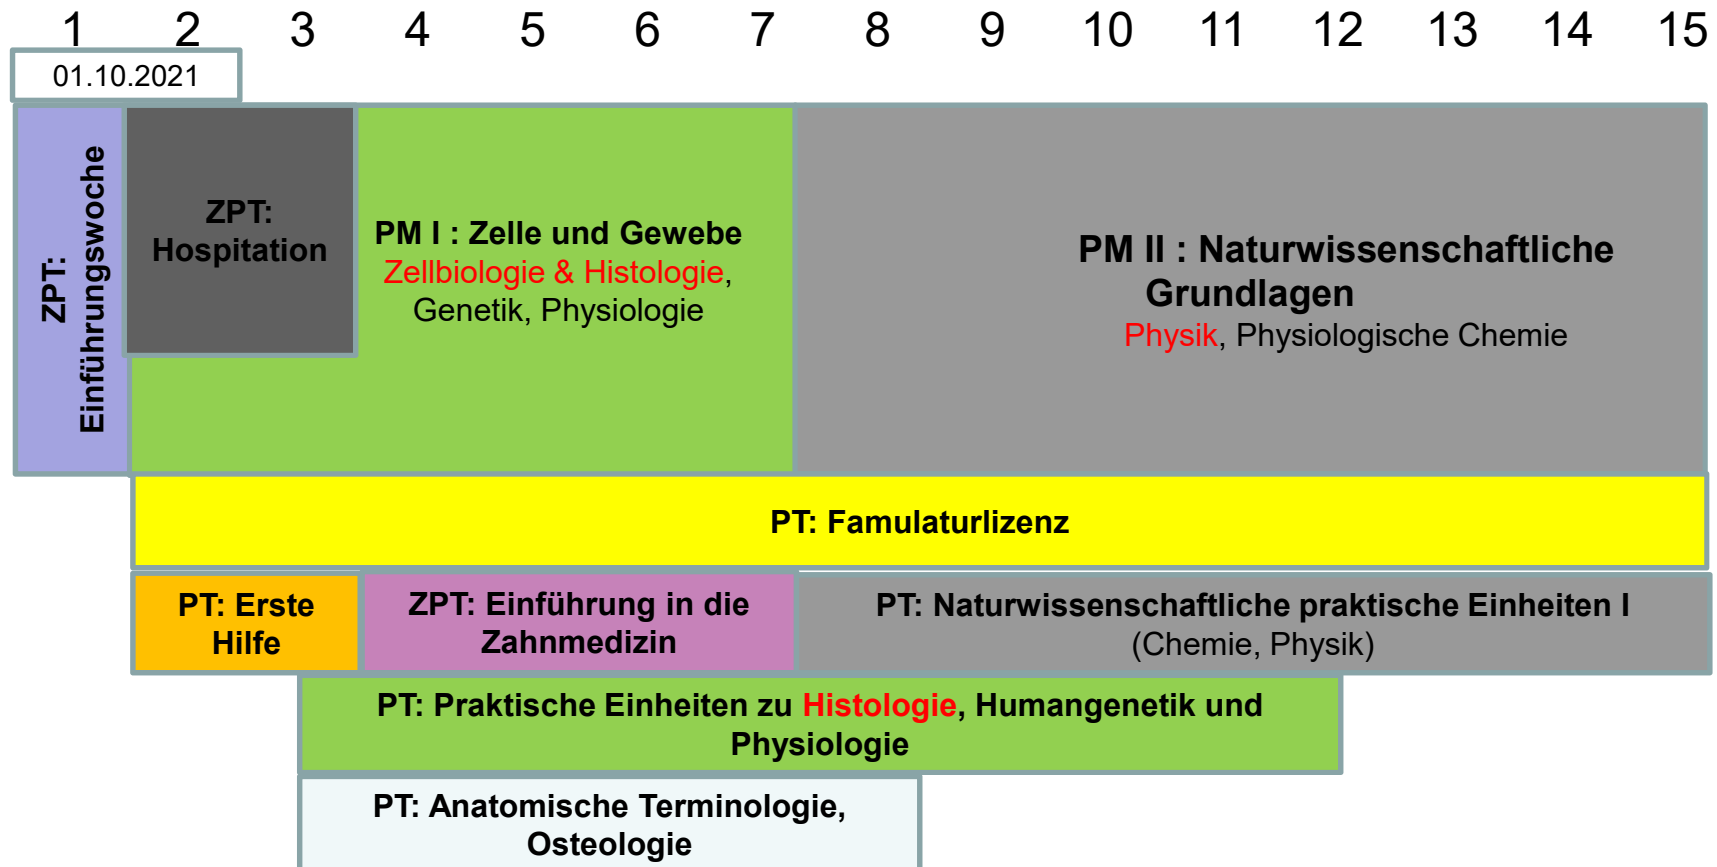 1 2 3 4 5 6 7 8 9 10 11 12 13 14 15
01.10.2021
ZPT:
Einführungswoche
ZPT:
Hospitation
PM I : Zelle und Gewebe
Zellbiologie & Histologie,
Genetik, Physiologie
PM II : Naturwissenschaftliche
Grundlagen
Physik, Physiologische Chemie
PT: Famulaturlizenz
PT: Erste
Hilfe
ZPT: Einführung in die
Zahnmedizin
PT: Naturwissenschaftliche praktische Einheiten I
(Chemie, Physik)
PT: Praktische Einheiten zu Histologie, Humangenetik und
Physiologie
PT: Anatomische Terminologie,
Osteologie